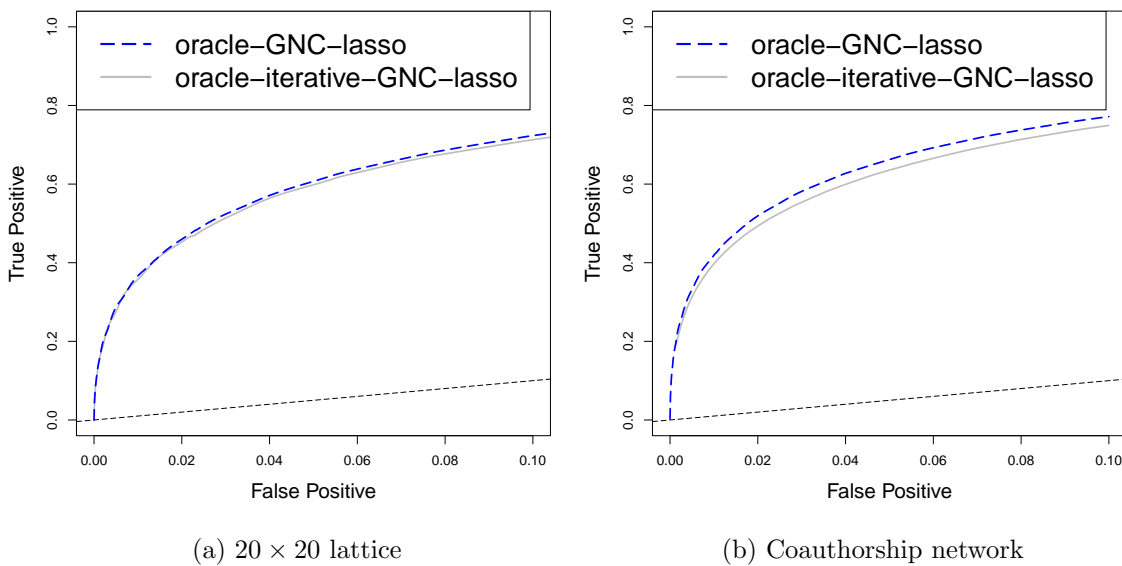 oracle−GNC−lasso
oracle−iterative−GNC−lasso
True Positive
1.0
0.8
0.6
0.4
0.2
0.0
0.00 0.02 0.04 0.06 0.08 0.10
False Positive
(a) 20 × 20 lattice
oracle−GNC−lasso
oracle−iterative−GNC−lasso
True Positive
1.0
0.8
0.6
0.4
0.2
0.0
0.00 0.02 0.04 0.06 0.08 0.10
False Positive
(b) Coauthorship network